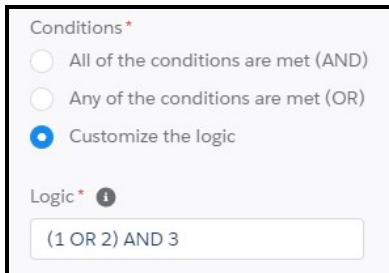 Conditions*
All of the conditions are met (AND)
Any of the conditions are met (OR)
Customize the logic
Logic*
(1 OR 2) AND 3